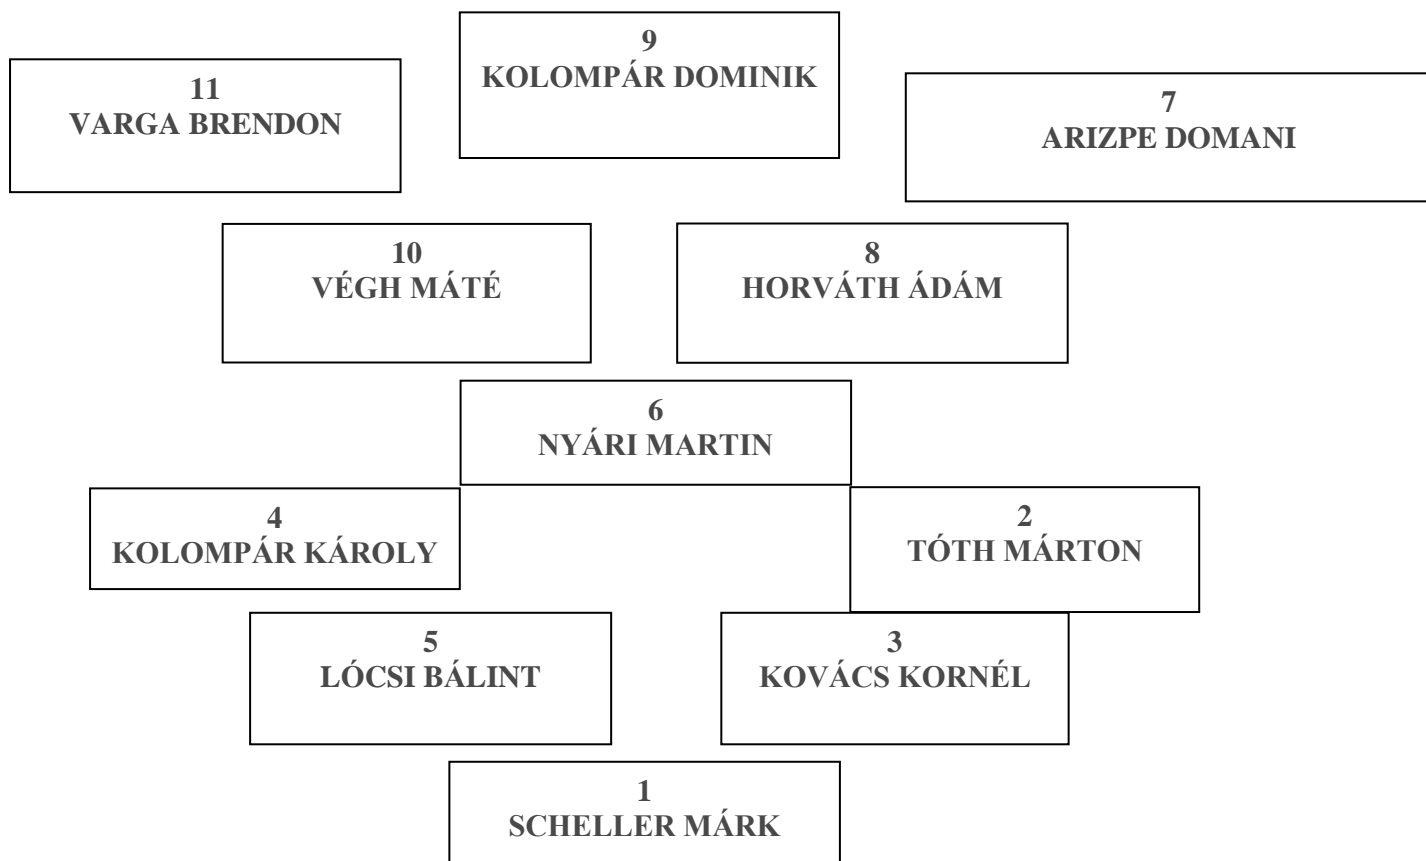 9
KOLOMPÁR DOMINIK
11
VARGA BRENDON
7
ARIZPE DOMANI
10
VÉGH MÁTÉ
8
HORVÁTH ÁDÁM
6
NYÁRI MARTIN
4
KOLOMPÁR KÁROLY
2
TÓTH MÁRTON
5
LÓCSI BÁLINT
3
KOVÁCS KORNÉL
1
SCHELLER MÁRK